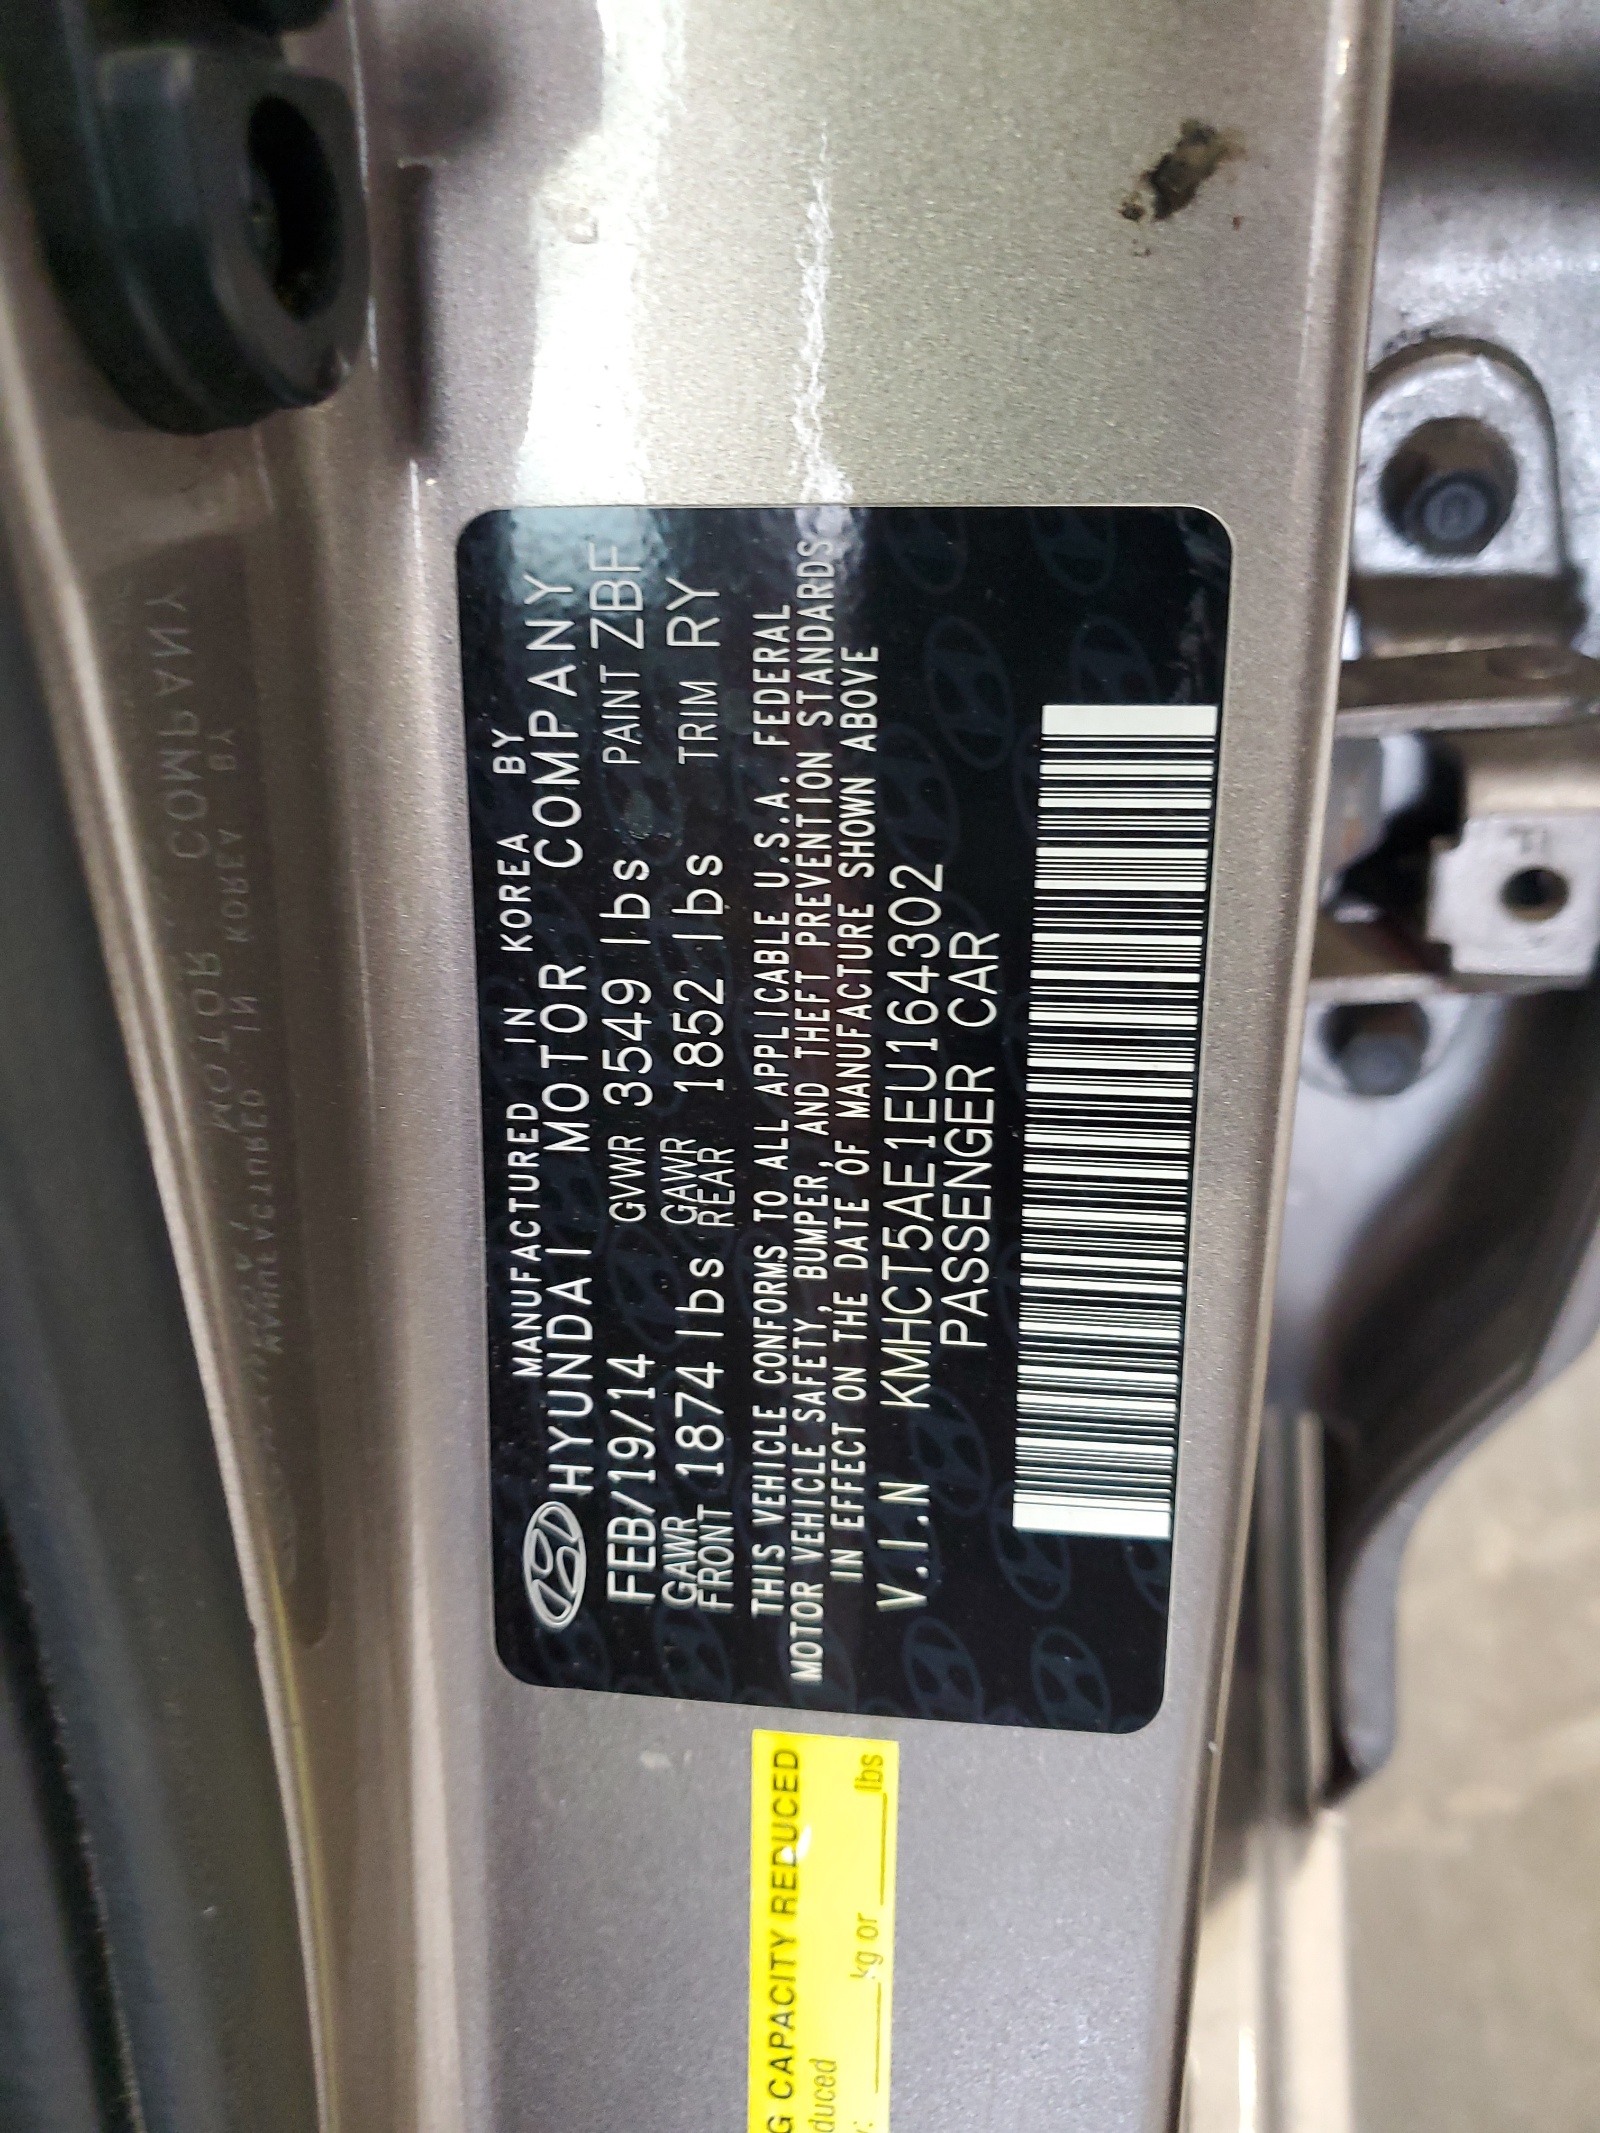 MANUFACTURED IN KOREA BY
HYUNDAI MOTOR COMPANY
FEB/19/14 GVWR 3549 lbs PAINT ZBF
GAWR FRONT 1874 lbs GAWR REAR 1852 lbs TRIM RY
THIS VEHICLE CONFORMS TO ALL APPLICABLE U.S.A. FEDERAL
MOTOR VEHICLE SAFETY, BUMPER, AND THEFT PREVENTION STANDARDS
IN EFFECT ON THE DATE OF MANUFACTURE SHOWN ABOVE
V.I.N KMHCT5AE1EU164302
PASSENGER CAR
G CAPACITY REDUCED
duced kg or lbs